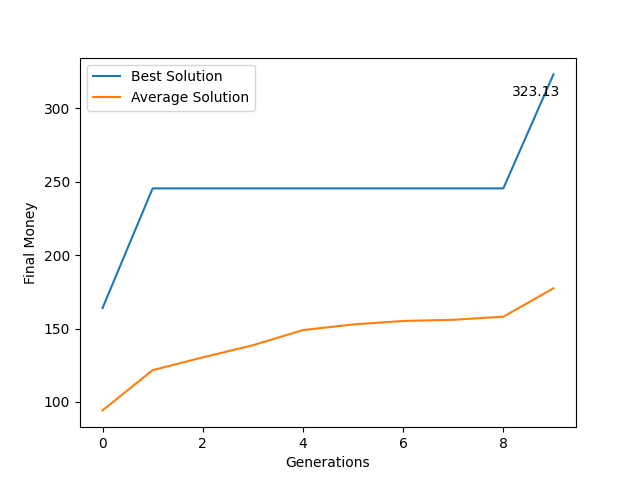 Best Solution
Average Solution
323.13
Final Money
300
250
200
150
100
0 2 4 6 8
Generations